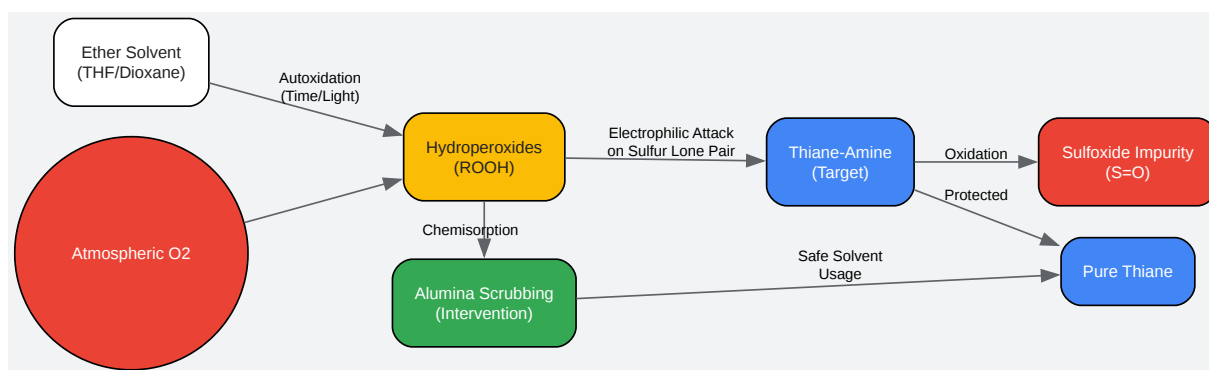 Ether Solvent
(THF/Dioxane)
Autoxidation
(Time/Light)
Atmospheric O2
Hydroperoxides
(ROOH)
Electrophilic Attack
on Sulfur Lone Pair
Thiane-Amine
(Target)
Oxidation
Sulfoxide Impurity
(S=O)
Protected
Pure Thiane
Chemisorption
Alumina Scrubbing
(Intervention)
Safe Solvent
Usage